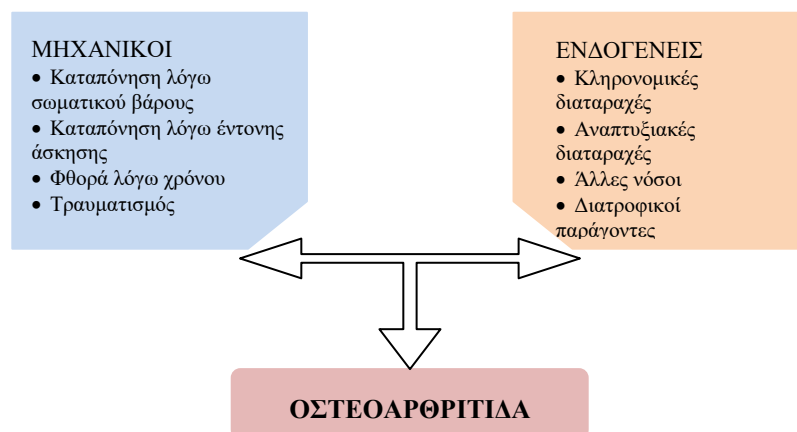 ΜΗΧΑΝΙΚΟΙ
• Καταπόνηση λόγω
σωματικού βάρους
• Καταπόνηση λόγω έντονης
άσκησης
• Φθορά λόγω χρόνου
• Τραυματισμός
ΕΝΔΟΓΕΝΕΙΣ
• Κληρονομικές
διαταραχές
• Αναπτυξιακές
διαταραχές
• Άλλες νόσοι
• Διατροφικοί
παράγοντες
ΟΣΤΕΟΑΡΘΡΙΤΙΔΑ